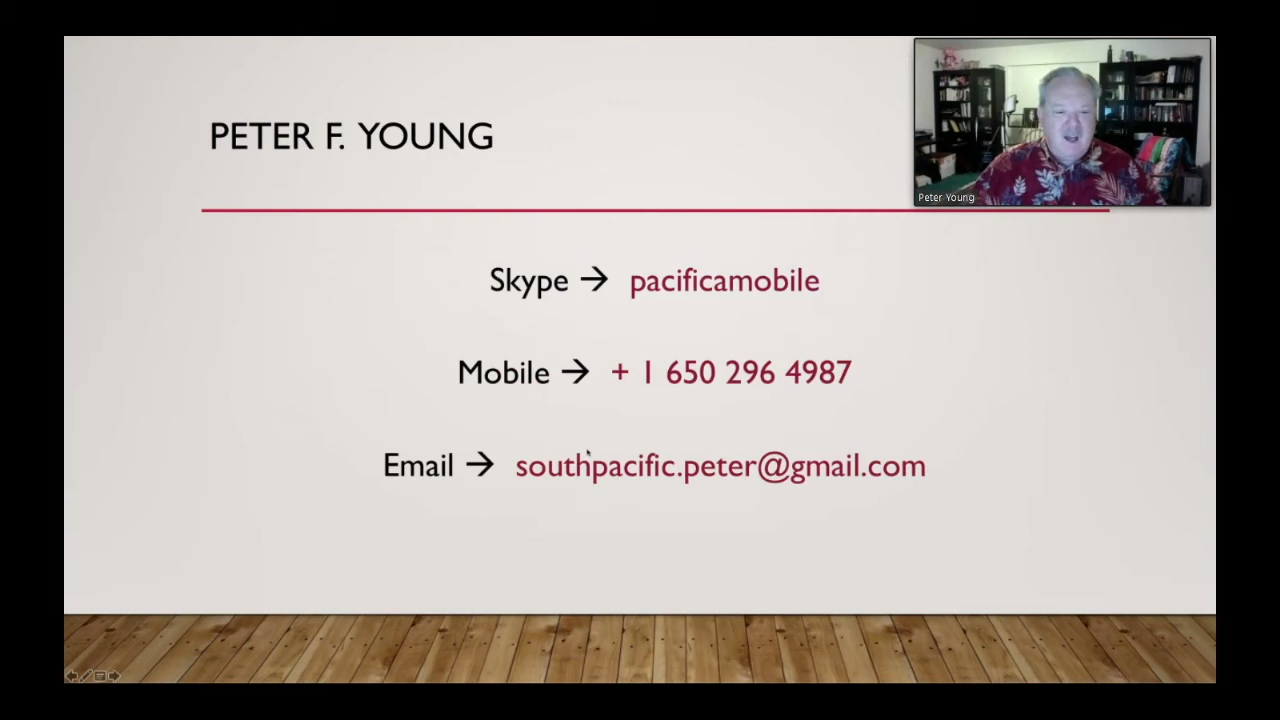 PETER F. YOUNG
Peter Young
Skype → pacificamobile
Mobile → + 1 650 296 4987
Email → southpacific.peter@gmail.com